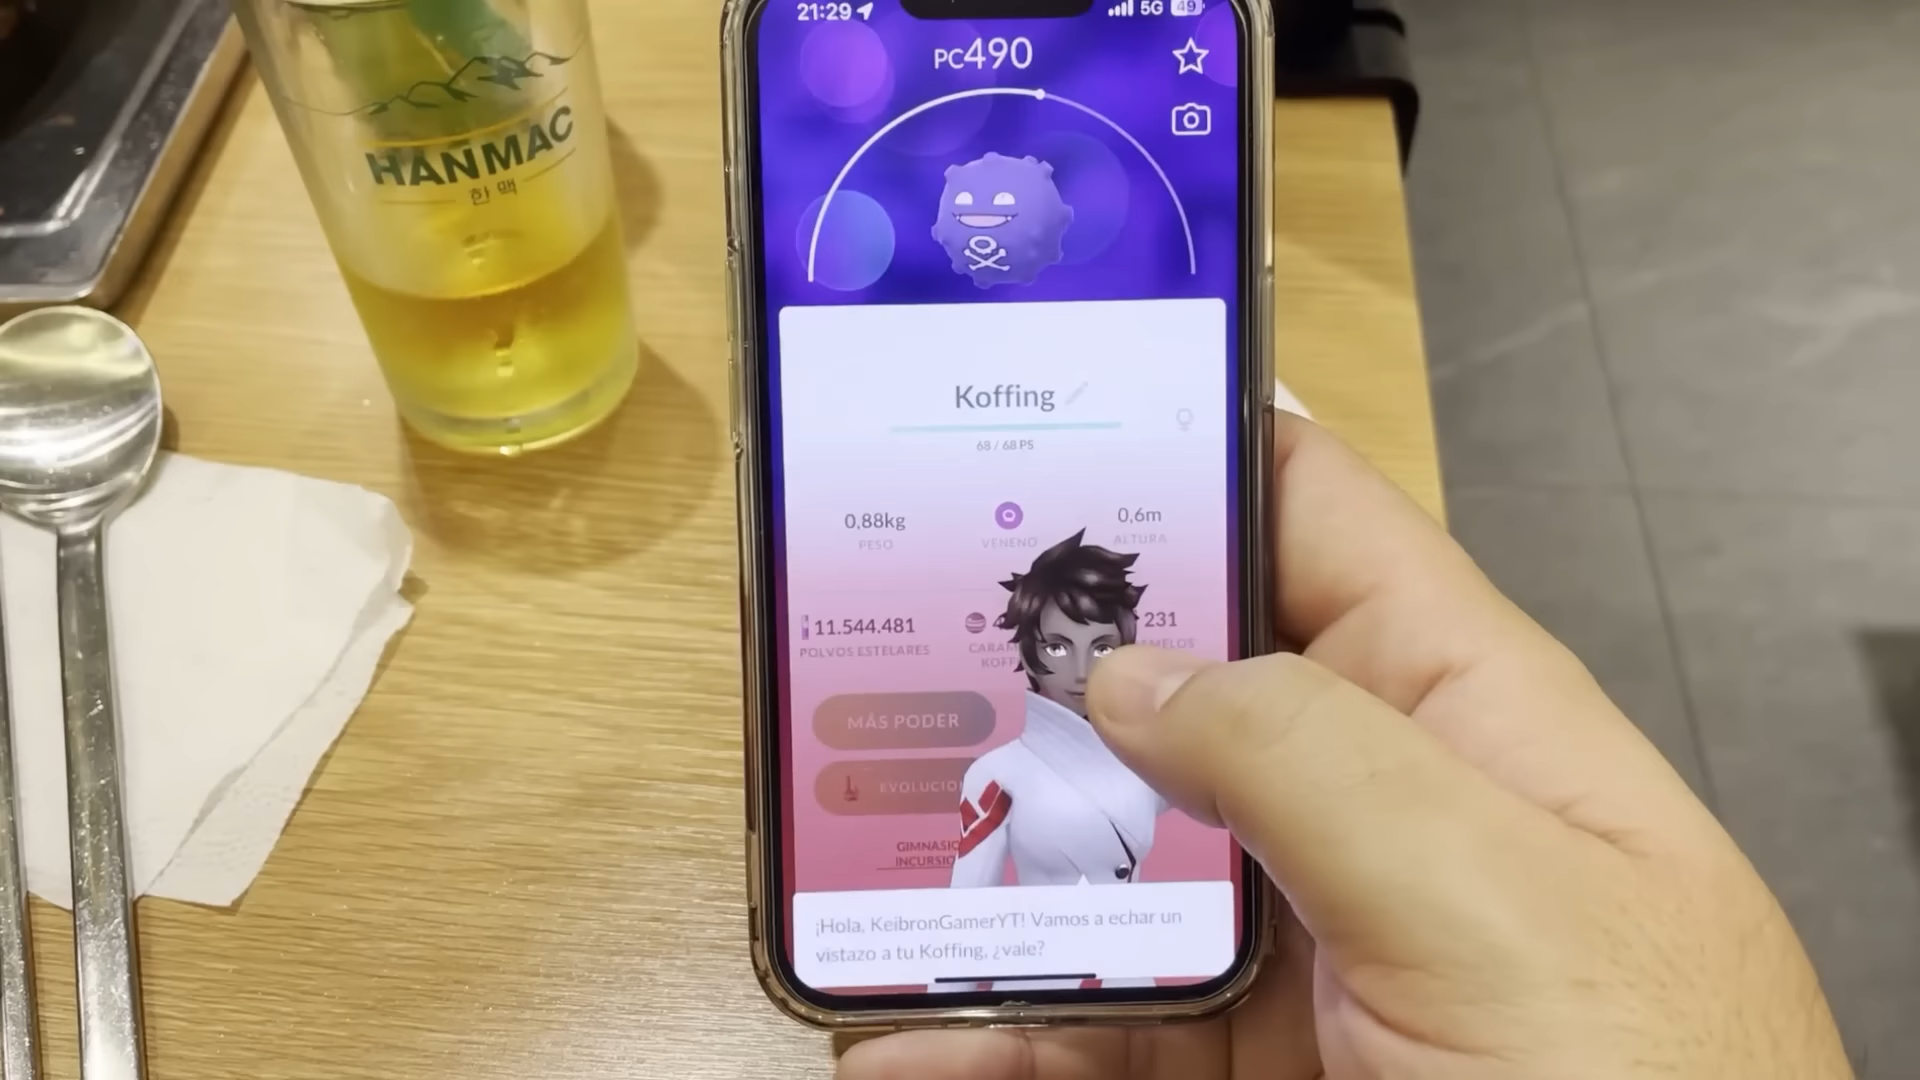 21:29
5G 49
PC490
HANMAC
한맥
Koffing
68 / 68 PS
0,88kg
0,6m
PESO
VENENO
ALTURA
11.544.481
231
POLVOS ESTELARES
MÁS PODER
¡Hola, KeibronGamerYT! Vamos a echar un
vistazo a tu Koffing, ¿vale?